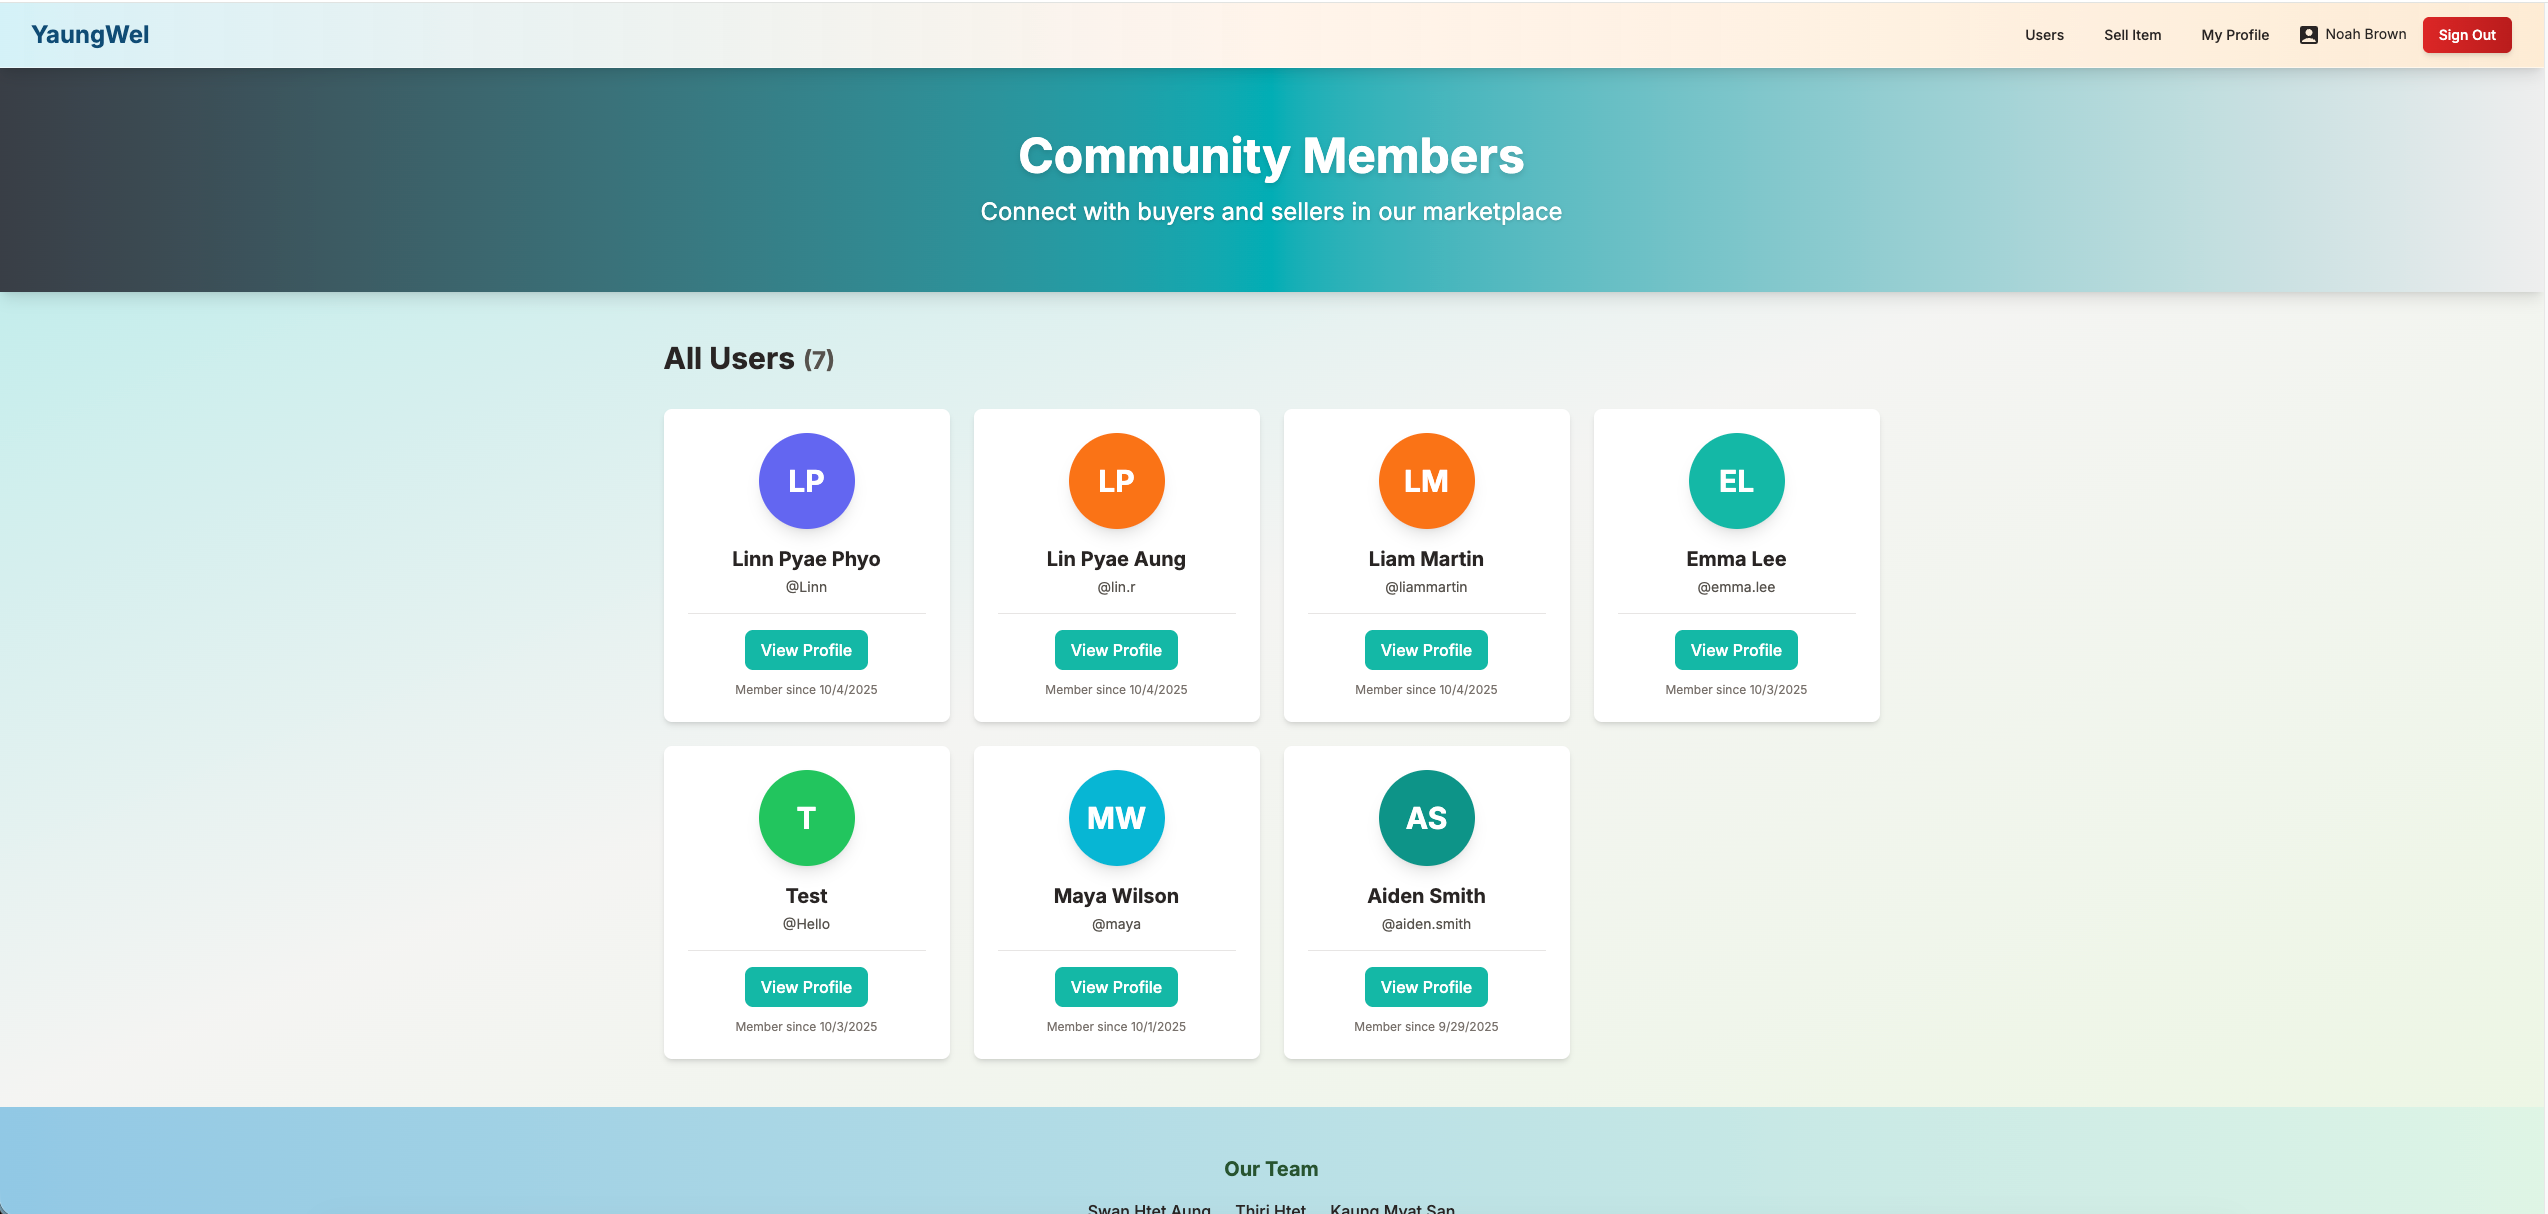 YaungWel
Users Sell Item My Profile Noah Brown Sign Out
Community Members
Connect with buyers and sellers in our marketplace
All Users (7)
LP LP LM EL
Linn Pyae Phyo Lin Pyae Aung Liam Martin Emma Lee
@Linn @lin.r @liammartin @emma.lee
View Profile View Profile View Profile View Profile
Member since 10/4/2025 Member since 10/4/2025 Member since 10/4/2025 Member since 10/3/2025
T MW AS
Test Maya Wilson Aiden Smith
@Hello @maya @aiden.smith
View Profile View Profile View Profile
Member since 10/3/2025 Member since 10/1/2025 Member since 9/29/2025
Our Team
Swan Htet Aung Thiri Htet Kaung Myat San